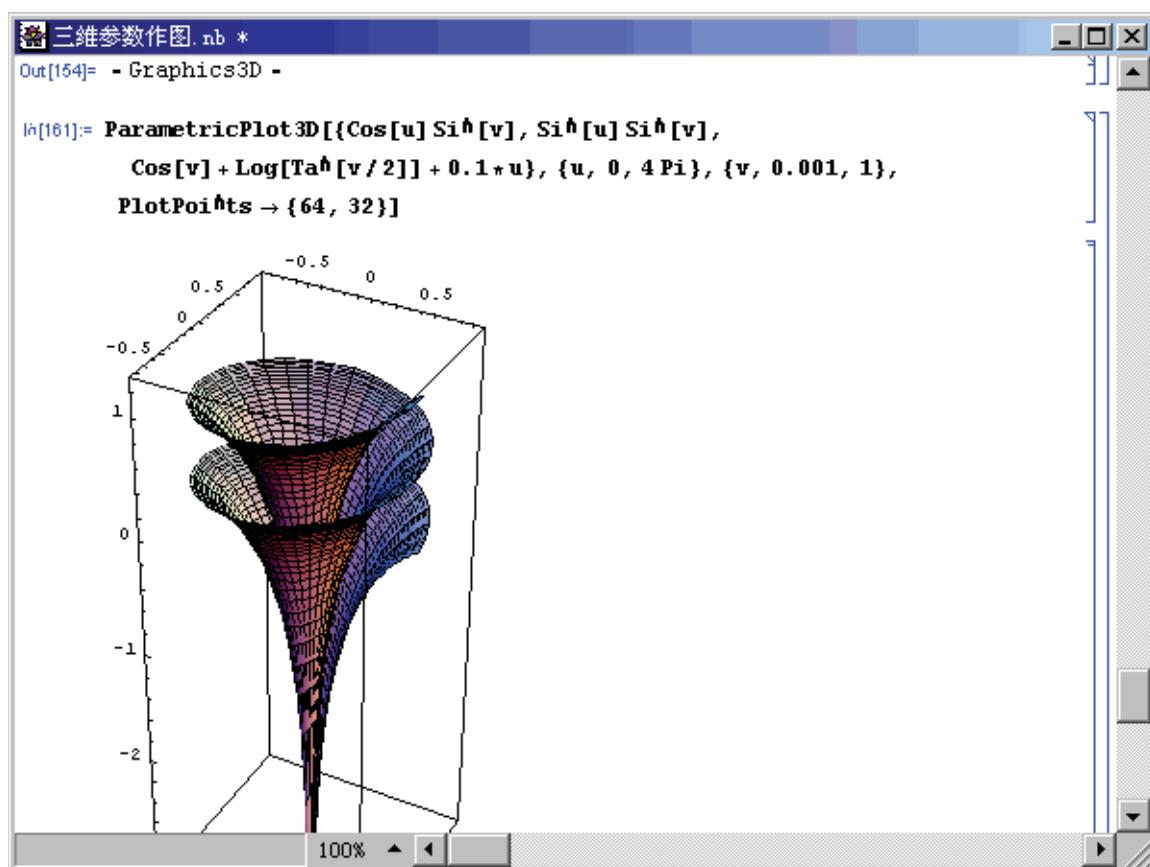 三維参数作图.nb *
Out[154]= - Graphics3D -
In[161]:= ParametricPlot3D[{Cos[u] Sin[v], Sin[u] Sin[v],
Cos[v] + Log[Tan[v/2]] + 0.1*u}, {u, 0, 4 Pi}, {v, 0.001, 1},
PlotPoints → {64, 32}]
-0.5
0
0.5
0.5
0
-0.5
1
0
-1
-2
100%